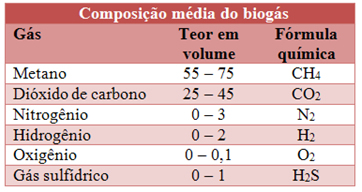 Composição média do biogás
Gás Teor em volume Fórmula química
Metano 55 – 75 CH4
Dióxido de carbono 25 – 45 CO2
Nitrogênio 0 – 3 N2
Hidrogênio 0 – 2 H2
Oxigênio 0 – 0,1 O2
Gás sulfídrico 0 – 1 H2S